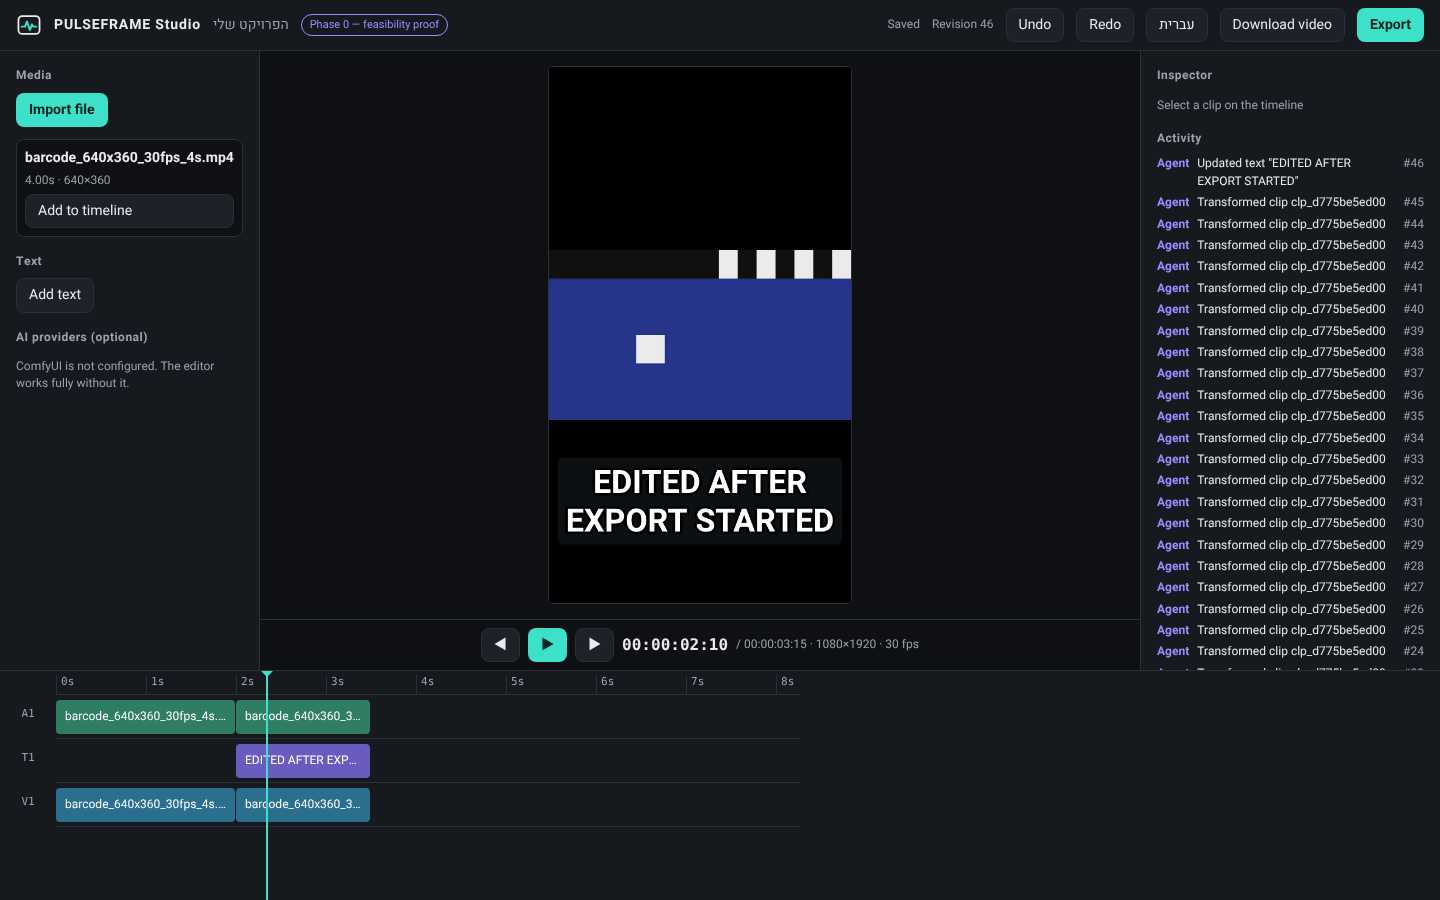 PULSEFRAME Studio
הפרויקט שלי
Phase 0 — feasibility proof
Saved
Revision 46
Undo
Redo
עברית
Download video
Export
Media
Import file
barcode_640x360_30fps_4s.mp4
4.00s · 640×360
Add to timeline
Text
Add text
AI providers (optional)
ComfyUI is not configured. The editor
works fully without it.
EDITED AFTER
EXPORT STARTED
00:00:02:10 / 00:00:03:15 · 1080×1920 · 30 fps
Inspector
Select a clip on the timeline
Activity
Agent Updated text "EDITED AFTER #46
EXPORT STARTED"
Agent Transformed clip clp_d775be5ed00 #45
Agent Transformed clip clp_d775be5ed00 #44
Agent Transformed clip clp_d775be5ed00 #43
Agent Transformed clip clp_d775be5ed00 #42
Agent Transformed clip clp_d775be5ed00 #41
Agent Transformed clip clp_d775be5ed00 #40
Agent Transformed clip clp_d775be5ed00 #39
Agent Transformed clip clp_d775be5ed00 #38
Agent Transformed clip clp_d775be5ed00 #37
Agent Transformed clip clp_d775be5ed00 #36
Agent Transformed clip clp_d775be5ed00 #35
Agent Transformed clip clp_d775be5ed00 #34
Agent Transformed clip clp_d775be5ed00 #33
Agent Transformed clip clp_d775be5ed00 #32
Agent Transformed clip clp_d775be5ed00 #31
Agent Transformed clip clp_d775be5ed00 #30
Agent Transformed clip clp_d775be5ed00 #29
Agent Transformed clip clp_d775be5ed00 #28
Agent Transformed clip clp_d775be5ed00 #27
Agent Transformed clip clp_d775be5ed00 #26
Agent Transformed clip clp_d775be5ed00 #25
Agent Transformed clip clp_d775be5ed00 #24
0s 1s 2s 3s 4s 5s 6s 7s 8s
A1 barcode_640x360_30fps_4s.… barcode_640x360_3…
T1 EDITED AFTER EXP…
V1 barcode_640x360_30fps_4s.… barcode_640x360_3…